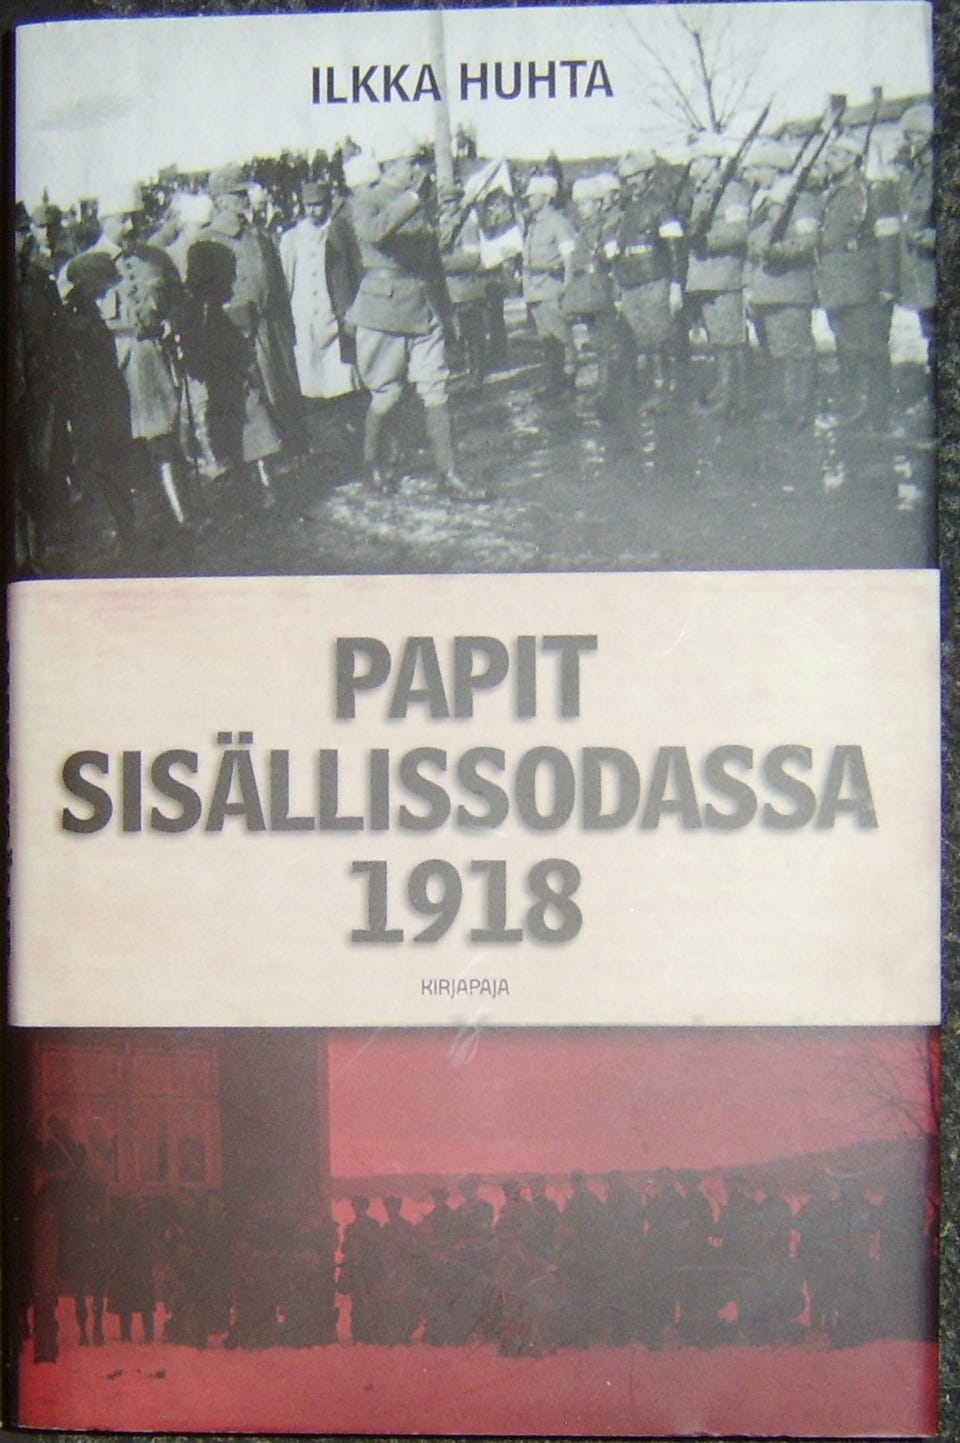 ILKKA HUHTA
PAPIT
SISÄLLISSODASSA
1918
KIRJAPAJA